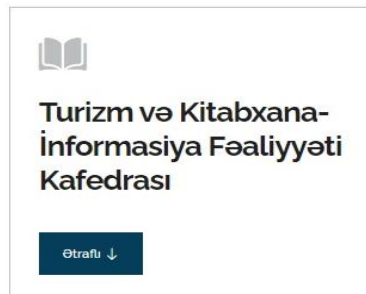 Turizm və Kitabxana-
İnformasiya Fəaliyyəti
Kafedrası
Ətraflı ↓